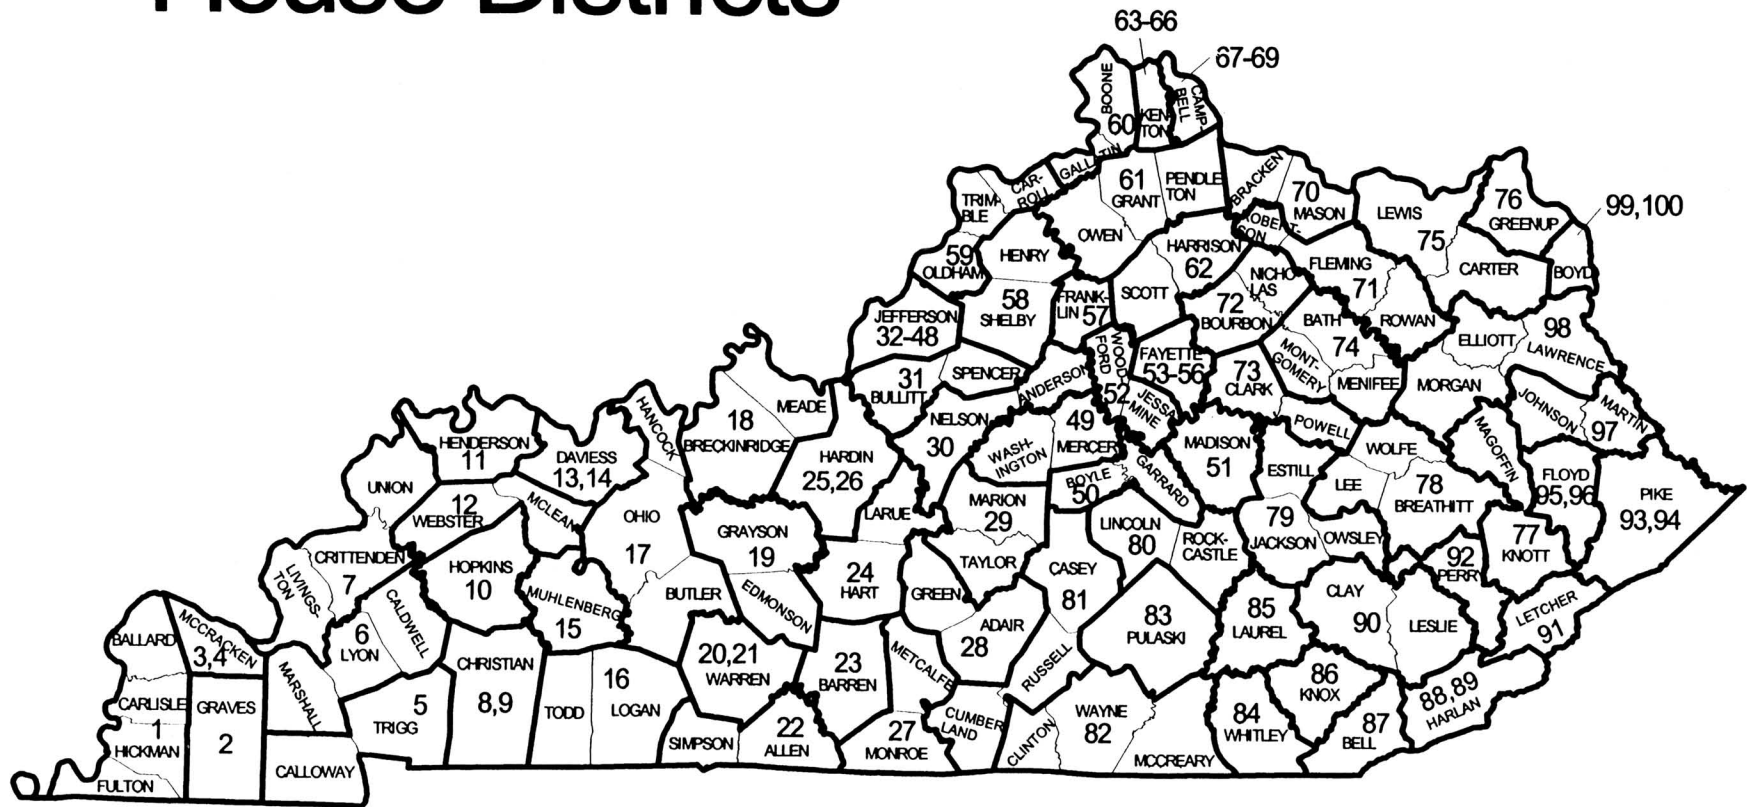 House Districts
63-66
67-69
BOONE
60
KEN-
TON
CAMP-
BELL
GALLATIN
CAR-
ROLL
TRIM-
BLE
61
GRANT
PENDLE
TON
BRACKEN
70
MASON
ROBERT-
SON
LEWIS
75
76
GREENUP
99,100
CARTER
BOYD
OWEN
HENRY
59
OLDHAM
HARRISON
62
NICHO
LAS
FLEMING
71
ROWAN
58
SHELBY
FRANK-
LIN 57
SCOTT
72
BOURBON
BATH
74
ELLIOTT
98
LAWRENCE
JEFFERSON
32-48
SPENCER
ANDERSON
WOOD-
FORD
52
FAYETTE
53-56
73
CLARK
MONT-
GOMERY
MENIFEE
MORGAN
JOHNSON
MARTIN
97
31
BULLITT
NELSON
30
WASH-
INGTON
49
MERCER
JESSA
MINE
MADISON
51
POWELL
WOLFE
MAGOFFIN
FLOYD
95,96
PIKE
93,94
HANCOCK
18
BRECKINRIDGE
MEADE
HARDIN
25,26
LARUE
MARION
29
BOYLE
50
GARRARD
ESTILL
LEE
78
BREATHITT
HENDERSON
11
DAVIESS
13,14
UNION
12
WEBSTER
MCLEAN
OHIO
17
GRAYSON
19
TAYLOR
CASEY
81
LINCOLN
80
ROCK-
CASTLE
79
JACKSON
OWSLEY
92
PERRY
77
KNOTT
LIVINGS-
TON
CRITTENDEN
7
HOPKINS
10
MUHLENBERG
15
BUTLER
EDMONSON
24
HART
GREEN
ADAIR
28
83
PULASKI
85
LAUREL
CLAY
90
LESLIE
LETCHER
91
BALLARD
MCCRACKEN
3,4
6
LYON
CALDWELL
CHRISTIAN
8,9
TODD
16
LOGAN
20,21
WARREN
23
BARREN
METCALFE
RUSSELL
86
KNOX
88,89
HARLAN
CARLISLE
1
HICKMAN
FULTON
GRAVES
2
MARSHALL
CALLOWAY
5
TRIGG
SIMPSON
22
ALLEN
27
MONROE
CUMBER
LAND
CLINTON
WAYNE
82
MCCREARY
84
WHITLEY
87
BELL